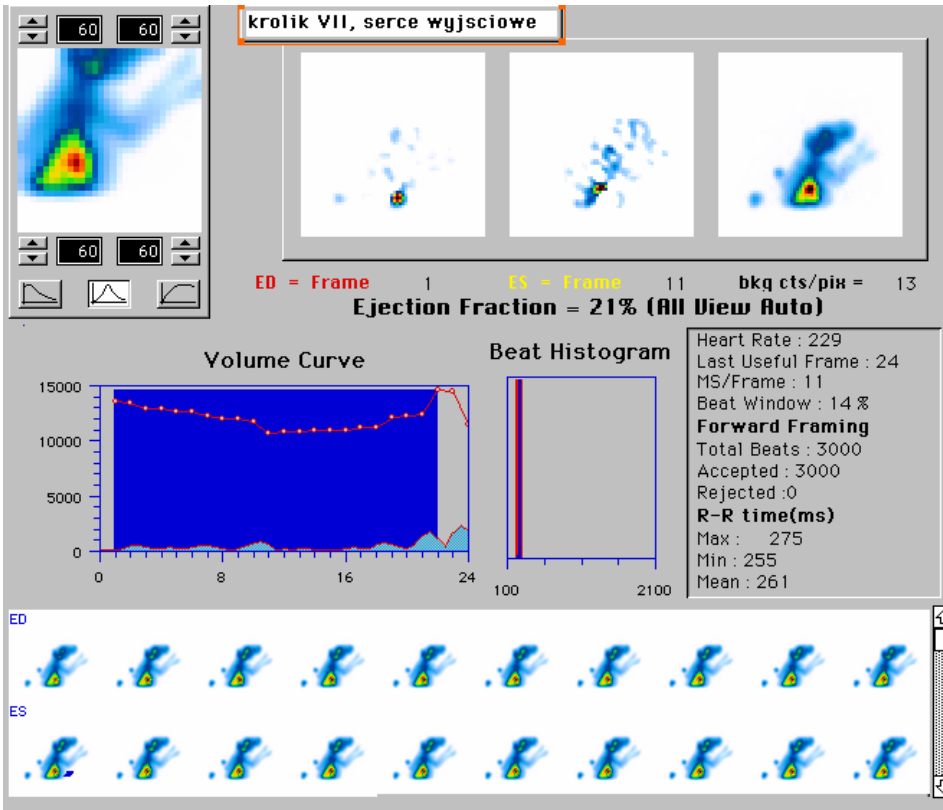 krolik VII, serce wyjsciowe
60 60
60 60
ED = Frame 1 ES = Frame 11 bkg cts/pix = 13
Ejection Fraction = 21% (All View Auto)
Volume Curve
15000
10000
5000
0
0 8 16 24
Beat Histogram
100 2100
Heart Rate : 229
Last Useful Frame : 24
MS/Frame : 11
Beat Window : 14%
Forward Framing
Total Beats : 3000
Accepted : 3000
Rejected :0
R-R time(ms)
Max : 275
Min : 255
Mean : 261
ED
ES